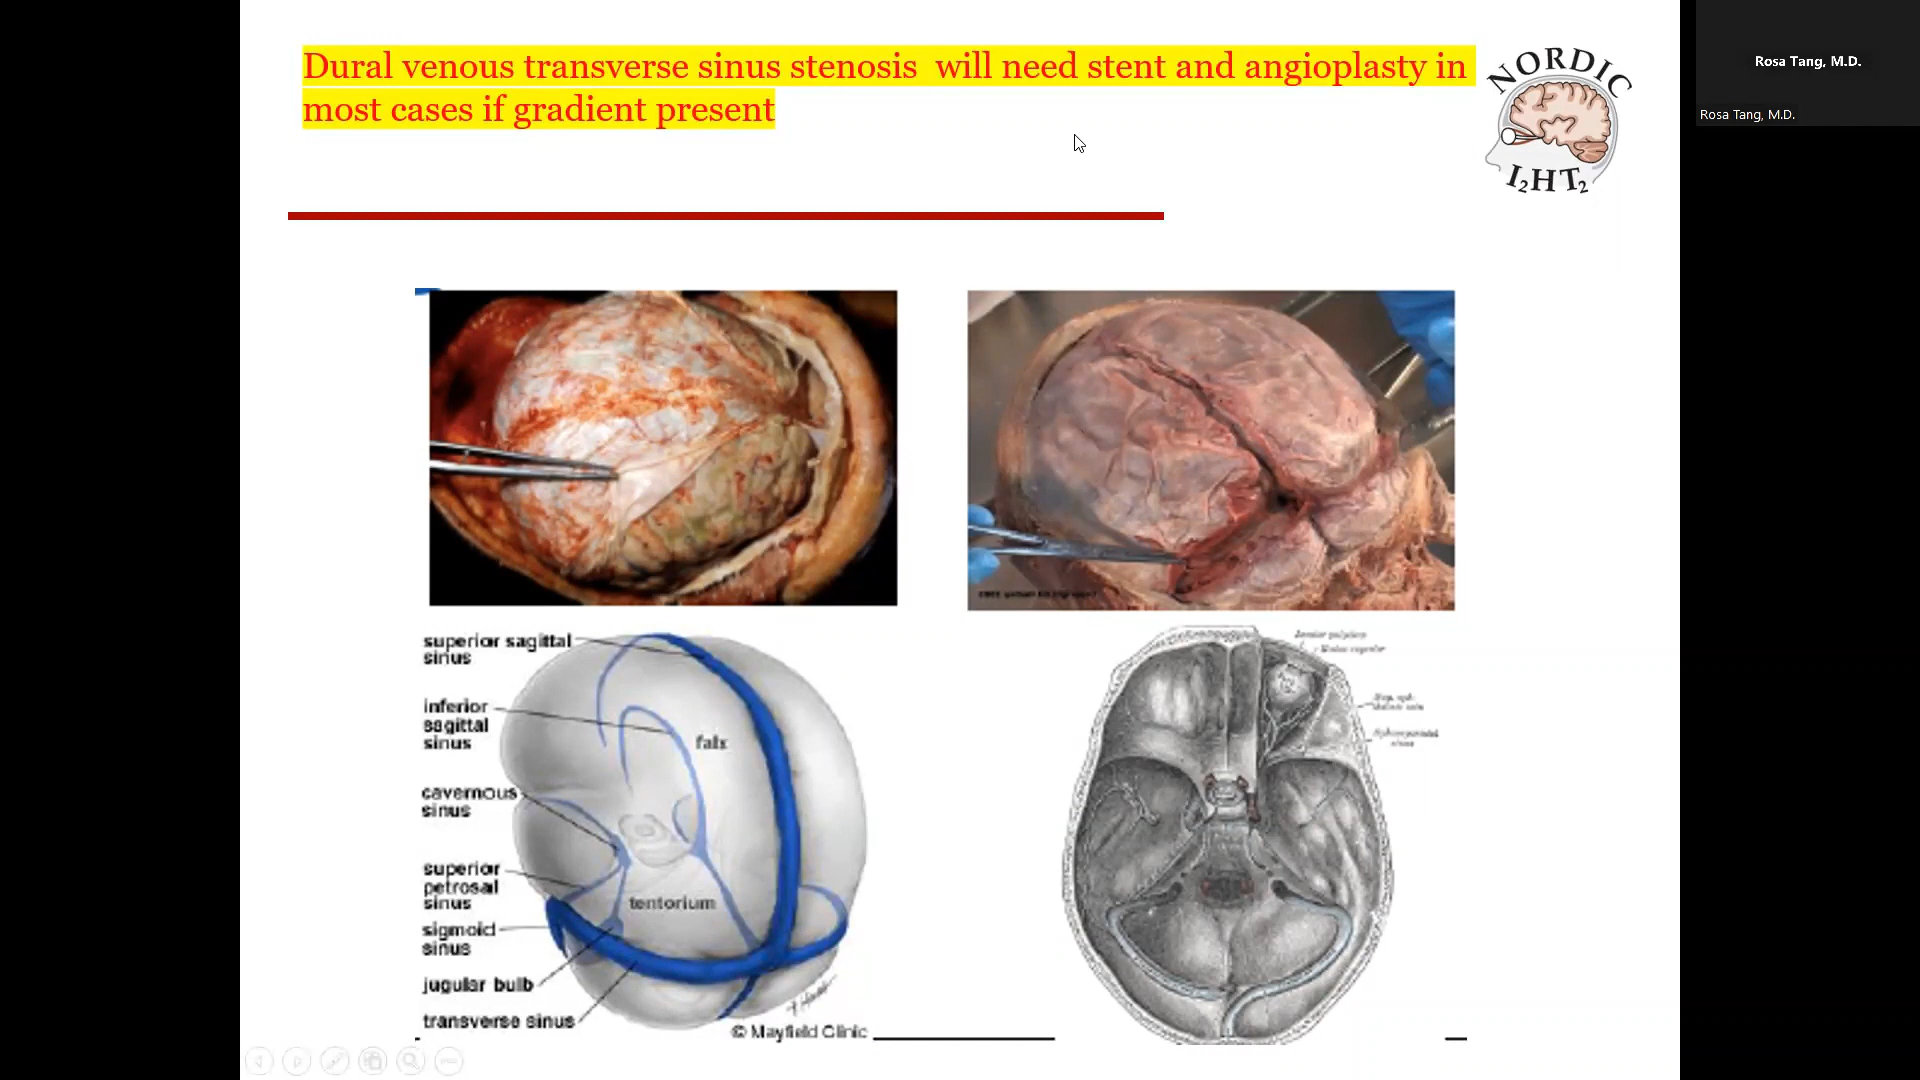 Dural venous transverse sinus stenosis will need stent and angioplasty in
most cases if gradient present
NORDIC
I₂HT₂
Rosa Tang, M.D.
Rosa Tang, M.D.
superior sagittal
sinus
inferior
sagittal
sinus
falx
cavernous
sinus
superior
petrosal
sinus
tentorium
sigmoid
sinus
jugular bulb
transverse sinus
© Mayfield Clinic